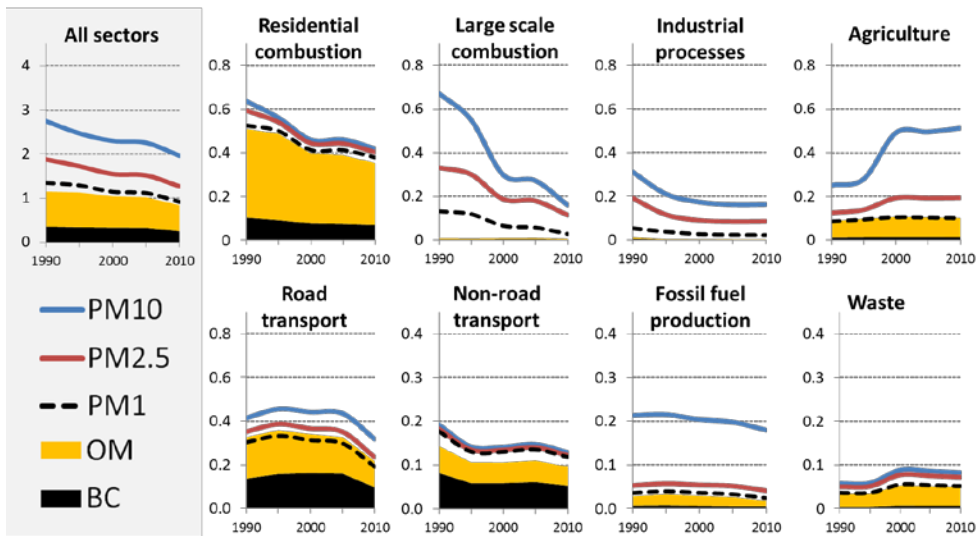 All sectors
4
3
2
1
0
1990 2000 2010
PM10
PM2.5
PM1
OM
BC
Residential
combustion
0.8
0.6
0.4
0.2
0
1990 2000 2010
Large scale
combustion
0.8
0.6
0.4
0.2
0
1990 2000 2010
Industrial
processes
0.8
0.6
0.4
0.2
0
1990 2000 2010
Agriculture
0.8
0.6
0.4
0.2
0
1990 2000 2010
Road
transport
0.8
0.6
0.4
0.2
0.0
1990 2000 2010
Non-road
transport
0.4
0.3
0.2
0.1
0.0
1990 2000 2010
Fossil fuel
production
0.4
0.3
0.2
0.1
0.0
1990 2000 2010
Waste
0.4
0.3
0.2
0.1
0.0
1990 2000 2010